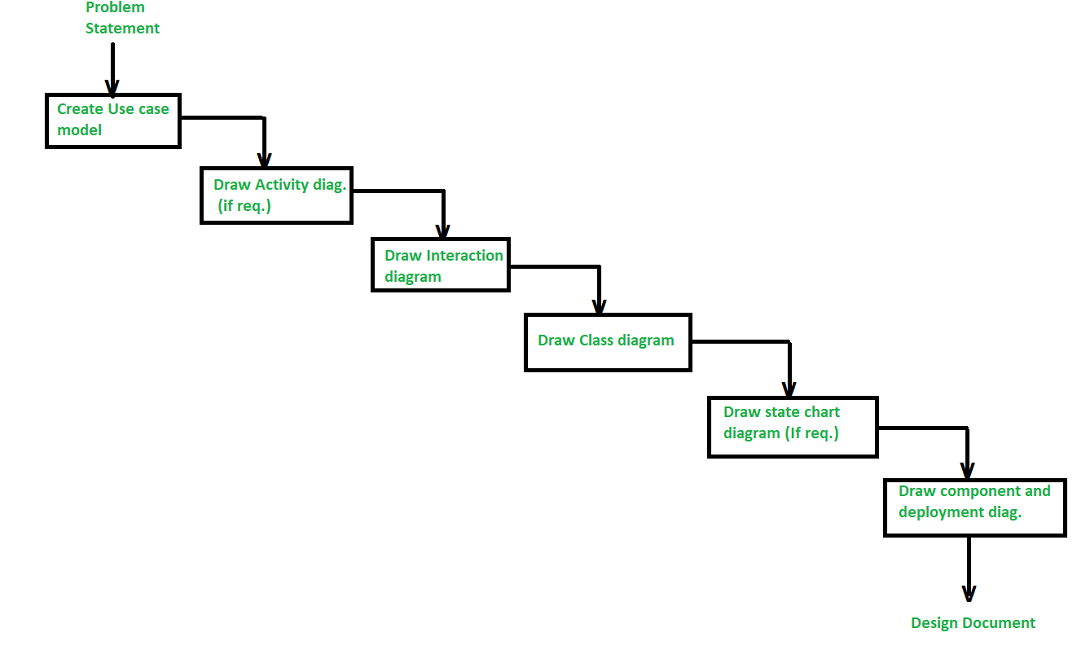 Problem
Statement
Create Use case
model
Draw Activity diag.
(if req.)
Draw Interaction
diagram
Draw Class diagram
Draw state chart
diagram (If req.)
Draw component and
deployment diag.
Design Document